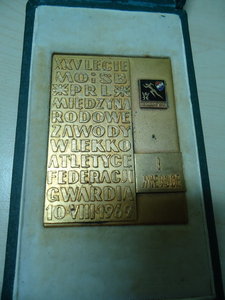 XXV LECIE
MO i SB
PRL
MIĘDZYNA
RODOWE
ZAWODY
W LEKKO
ATLETYCE
FEDERACJI
GWARDIA
10 VIII 1969
I